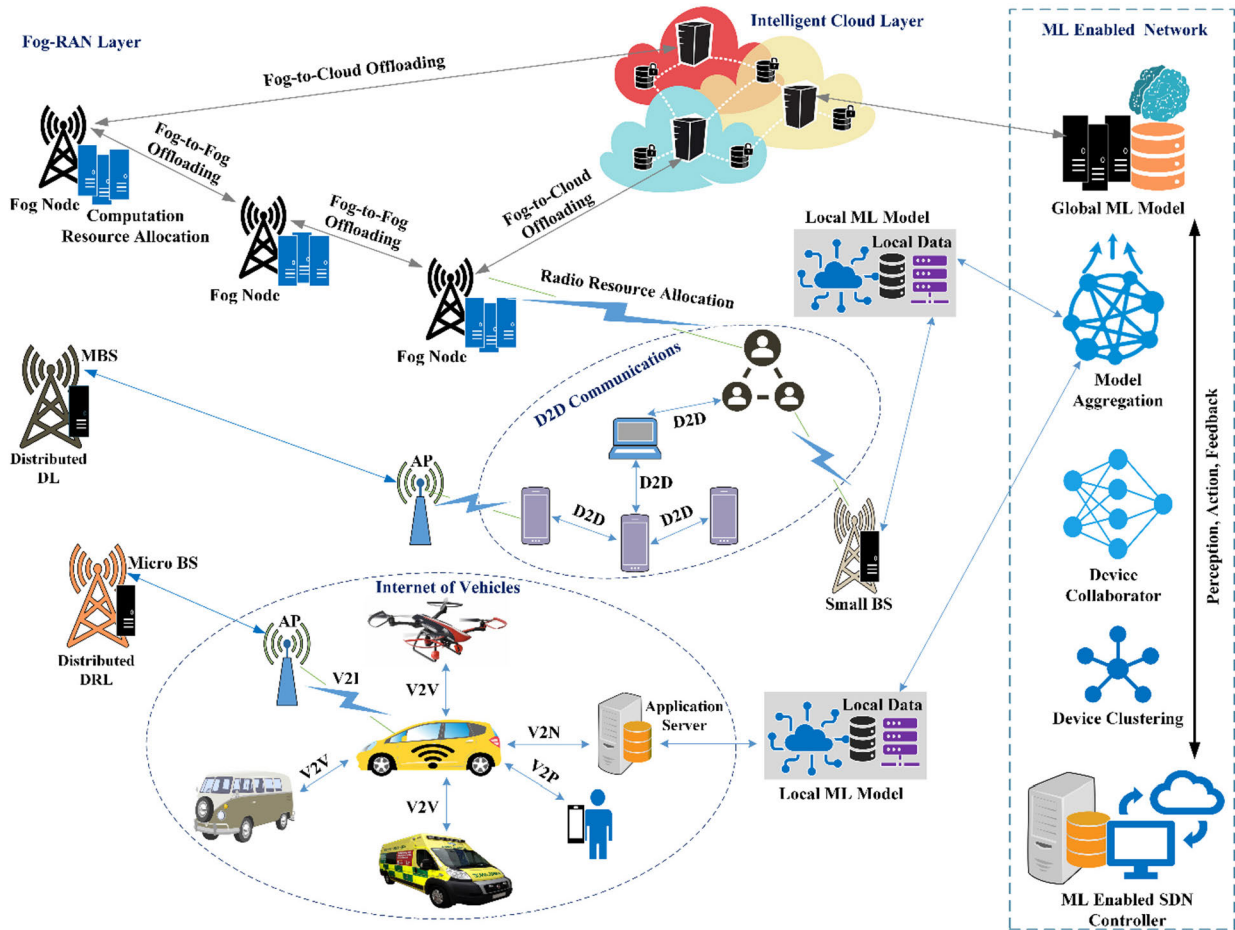 Fog-RAN Layer
Intelligent Cloud Layer
ML Enabled Network
Fog-to-Cloud Offloading
Fog-to-Fog
Offloading
Fog Node
Computation
Resource Allocation
Fog-to-Fog
Offloading
Fog Node
Fog-to-Cloud
Offloading
Fog Node
Radio Resource Allocation
Local ML Model
Local Data
Global ML Model
MBS
Distributed
DL
D2D Communications
D2D
D2D
D2D
D2D
AP
Small BS
Model
Aggregation
Device
Collaborator
Device Clustering
Perception, Action, Feedback
Micro BS
Distributed
DRL
Internet of Vehicles
AP
V2I
V2V
V2V
V2V
V2N
V2P
Application
Server
Local Data
Local ML Model
ML Enabled SDN
Controller